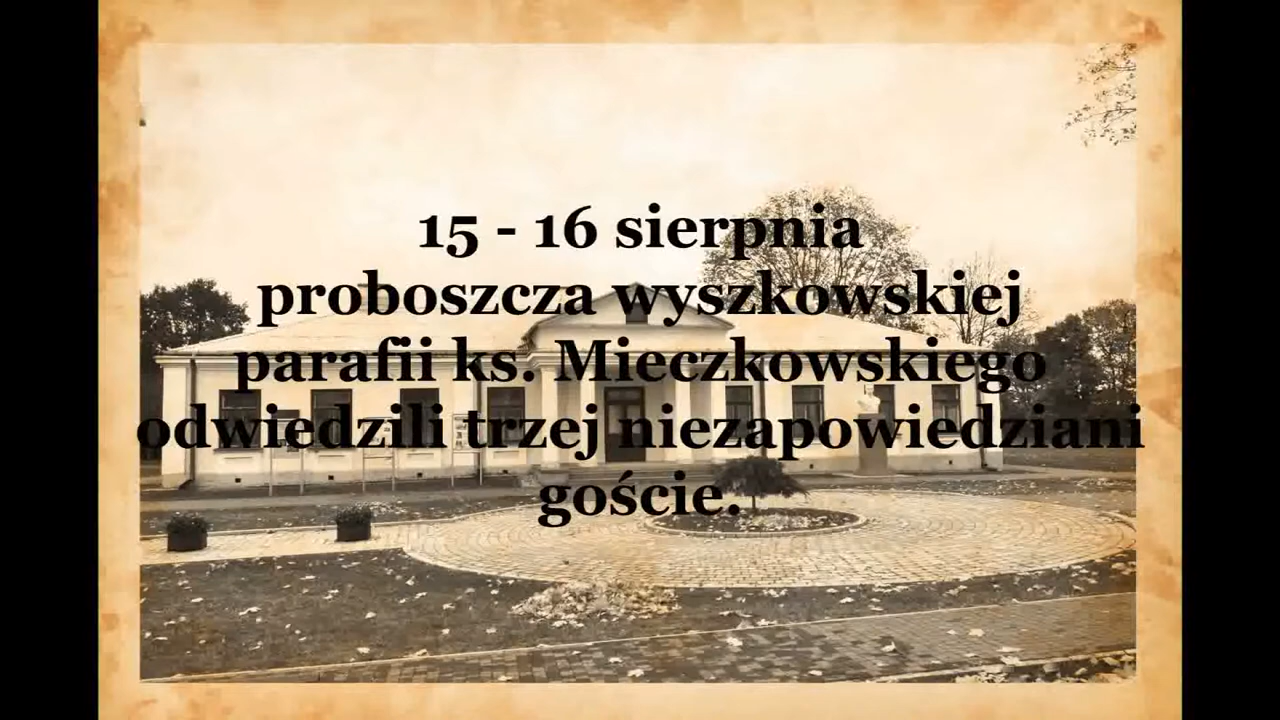 15 - 16 sierpnia
proboszcza wyszkowskiej
parafii ks. Mieczkowskiego
odwiedzili trzej niezapowiedziani
goście.